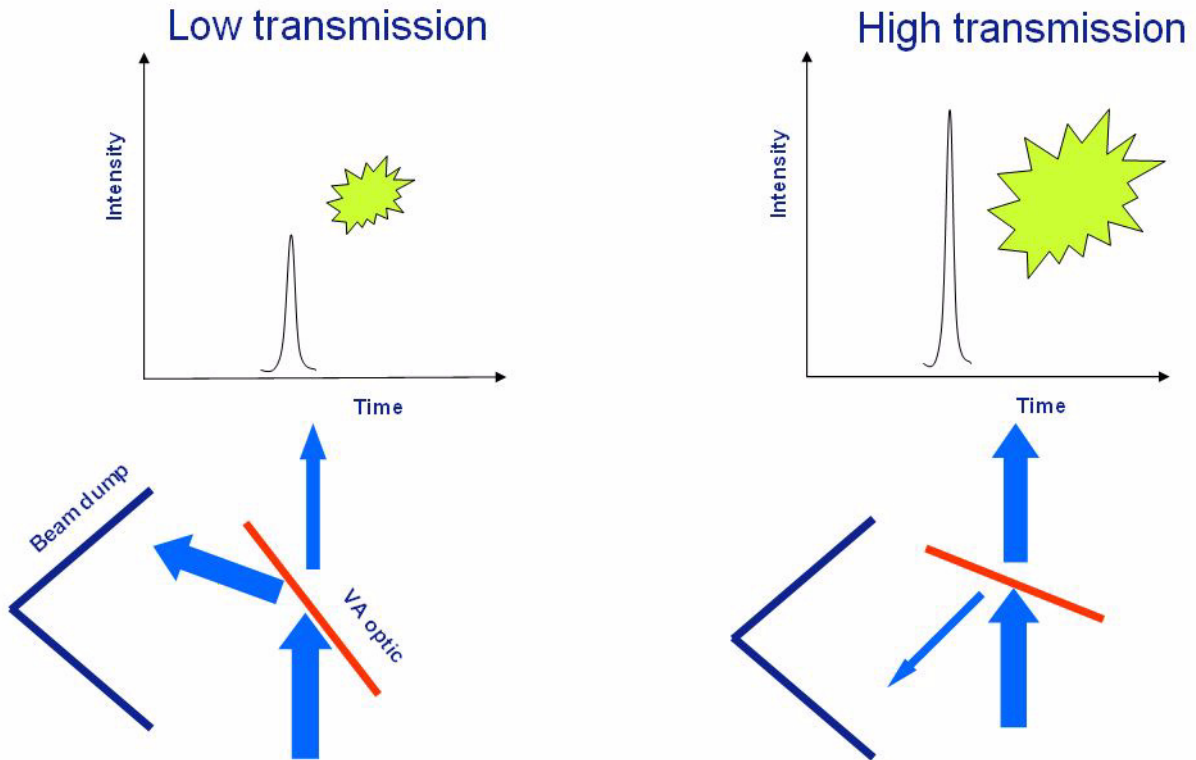 Low transmission
High transmission
Intensity
Time
Intensity
Time
Beam dump
VA optic